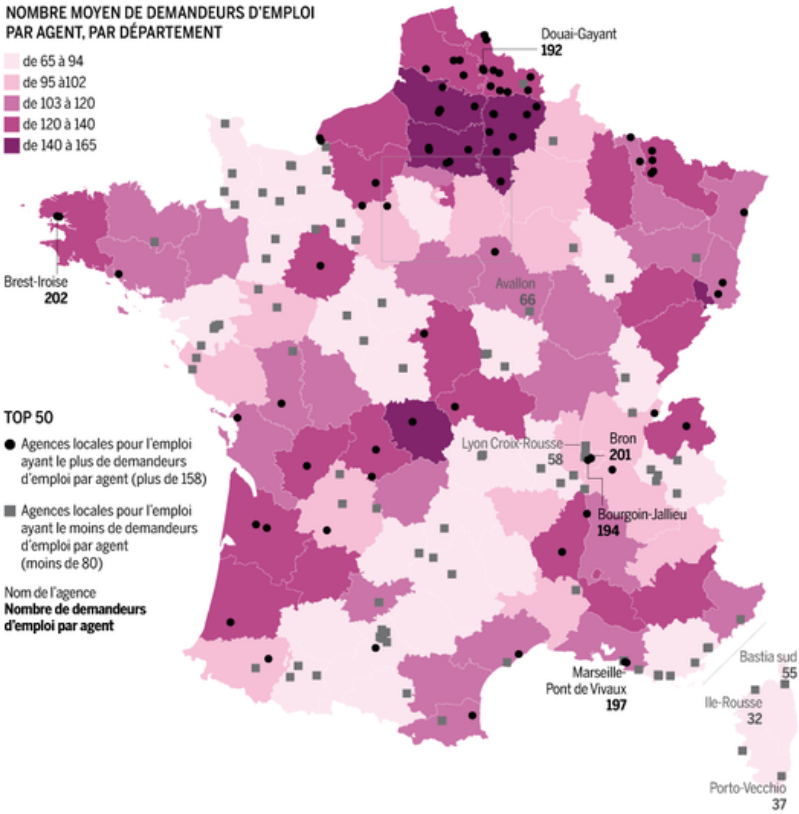 NOMBRE MOYEN DE DEMANDEURS D'EMPLOI
PAR AGENT, PAR DÉPARTEMENT
de 65 à 94
de 95 à102
de 103 à 120
de 120 à 140
de 140 à 165
Douai-Gayant
192
Brest-Iroise
202
Avallon
66
TOP 50
Agences locales pour l'emploi
ayant le plus de demandeurs
d'emploi par agent (plus de 158)
Agences locales pour l'emploi
ayant le moins de demandeurs
d'emploi par agent
(moins de 80)
Nom de l'agence
Nombre de demandeurs
d'emploi par agent
Lyon Croix-Rousse
58
Bron
201
Bourgoin-Jallieu
194
Marseille-
Pont de Vivaux
197
Bastia sud
55
Ile-Rousse
32
Porto-Vecchio
37